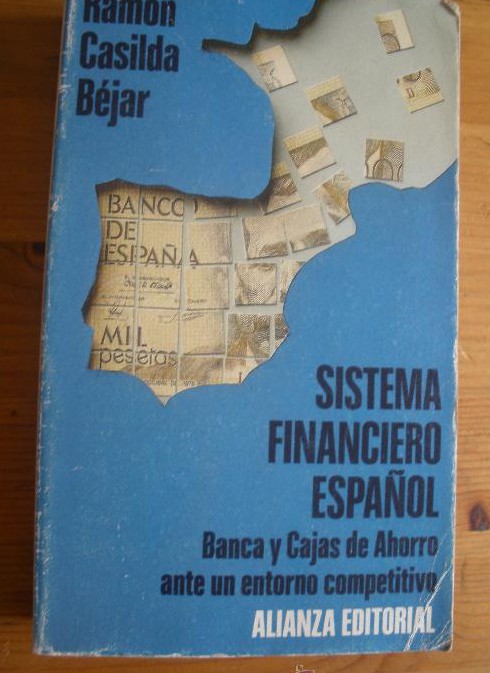 Ramón
Casilda
Béjar
BANCO
DE
ESPAÑA
MIL
pesetas
SISTEMA
FINANCIERO
ESPAÑOL
Banca y Cajas de Ahorro
ante un entorno competitivo
ALIANZA EDITORIAL